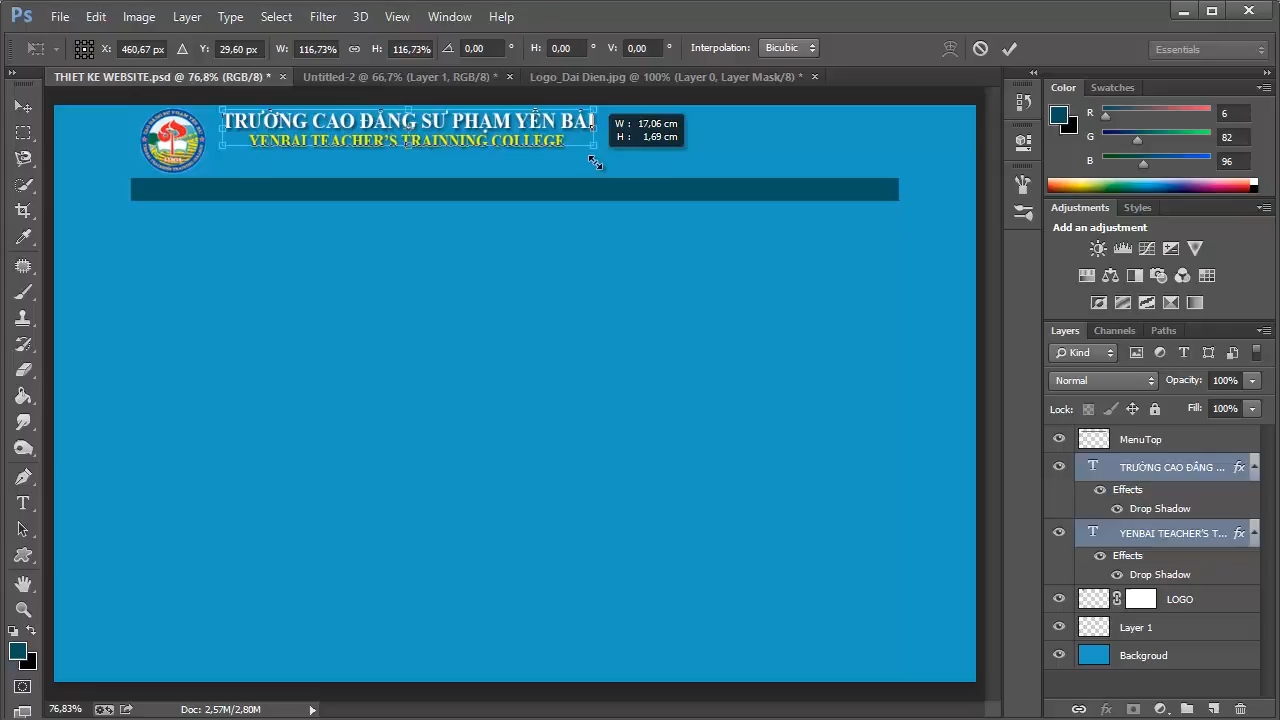 Ps File Edit Image Layer Type Select Filter 3D View Window Help
X: 460,67 px Y: 29,60 px W: 116,73% H: 116,73% 0,00 ° H: 0,00 ° V: 0,00 ° Interpolation: Bicubic Essentials
THIET KE WEBSITE.psd @ 76,8% (RGB/8) * × Untitled-2 @ 66,7% (Layer 1, RGB/8) * × Logo_Dai Dien.jpg @ 100% (Layer 0, Layer Mask/8) * ×
TRƯỜNG CAO ĐẲNG SƯ PHẠM YÊN BÁI
YENBAI TEACHER'S TRAINNING COLLEGE
W : 17,06 cm
H : 1,69 cm
Color Swatches
R 6
G 82
B 96
Adjustments Styles
Add an adjustment
Layers Channels Paths
Kind
Normal Opacity: 100%
Lock: Fill: 100%
MenuTop
T TRƯỜNG CAO ĐẲNG ... fx
Effects
Drop Shadow
T YENBAI TEACHER'S T... fx
Effects
Drop Shadow
LOGO
Layer 1
Backgroud
76,83% Doc: 2,57M/2,80M